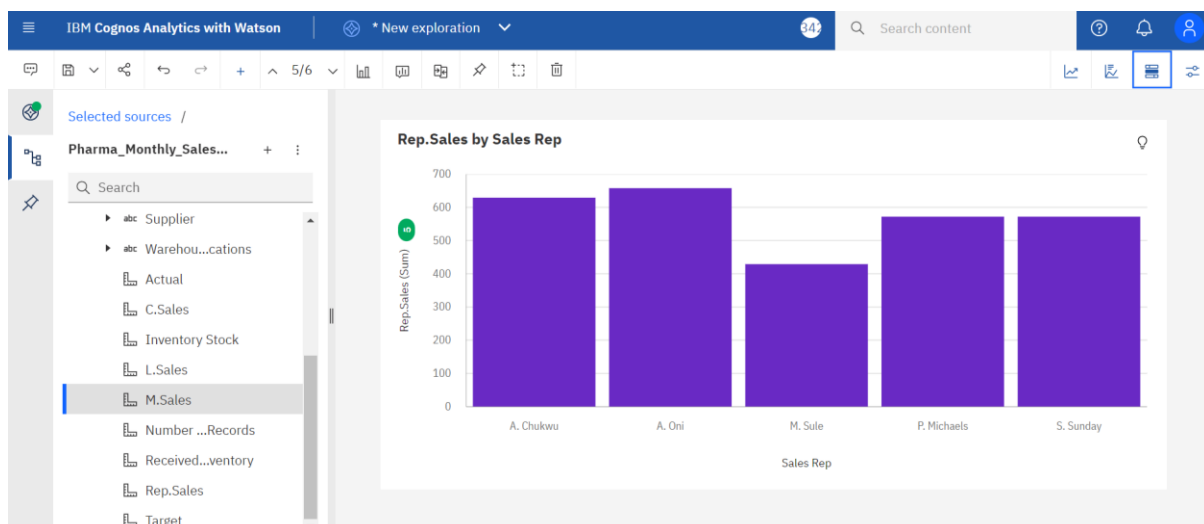 IBM Cognos Analytics with Watson
* New exploration
Search content
5/6
Selected sources /
Pharma_Monthly_Sales...
Search
abc Supplier
abc Warehou...cations
Actual
C.Sales
Inventory Stock
L.Sales
M.Sales
Number ...Records
Received...ventory
Rep.Sales
Target
Rep.Sales by Sales Rep
700
600
500
400
300
200
100
0
Rep.Sales (Sum)
A. Chukwu
A. Oni
M. Sule
P. Michaels
S. Sunday
Sales Rep